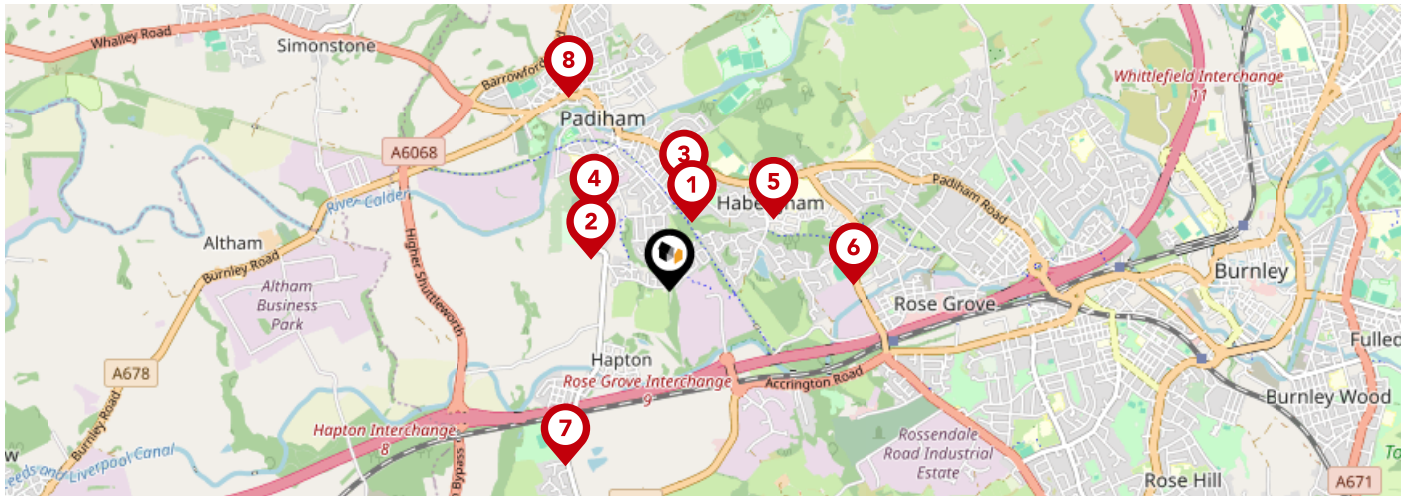 Whalley Road
Simonstone
Barrowford
8
Padiham
Whittlefield Interchange
11
A6068
3
4
1
5
Habergham
Padiham Road
River Calder
2
6
Altham
Burnley Road
Higher Shuttleworth
Altham
Business
Park
Burnley
Rose Grove
Hapton
Fulled
A678
Rose Grove Interchange
9
Accrington Road
Burnley Wood
Burnley Road
Hapton Interchange
8
7
Rossendale
Road Industrial
Estate
w
Leeds and Liverpool Canal
Bypass
To
Rose Hill
A671